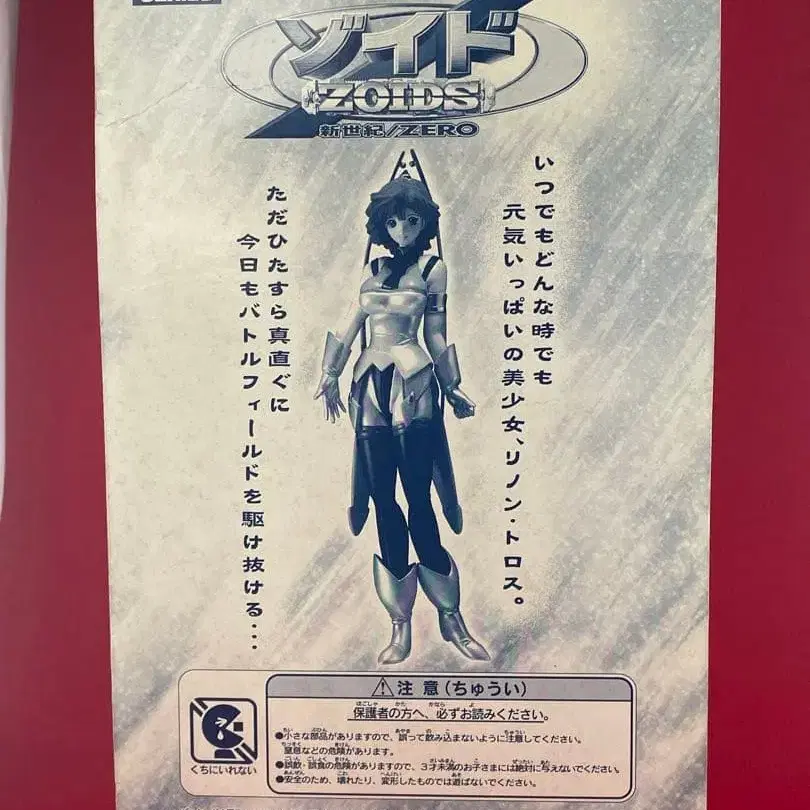 ゾイド
ZOIDS
新世紀/ZERO
いつでもどんな時でも
元気いっぱいの美少女、リノン・トロス。
ただひたすら真直ぐに
今日もバトルフィールドを駆け抜ける・・・
くちにいれない
注意(ちゅうい)
保護者の方へ、必ずお読みください。
●小さな部品がありますので、誤って飲み込まないように注意してください。
窒息などの危険があります。
●誤飲・誤食の危険がありますので、3才未満のお子さまには絶対に与えないでください。
●安全のため、壊れたり、変形したものでは遊ばないでください。